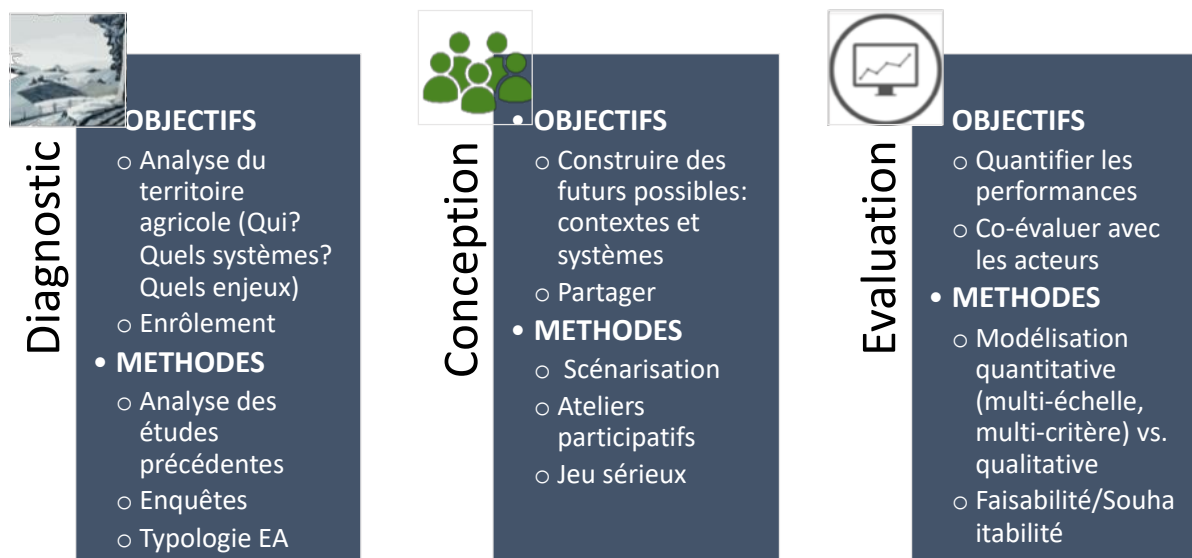 Diagnostic
OBJECTIFS
o Analyse du
territoire
agricole (Qui?
Quels systèmes?
Quels enjeux)
o Enrôlement
• METHODES
o Analyse des
études
précédentes
o Enquêtes
o Typologie EA
Conception
• OBJECTIFS
o Construire des
futurs possibles:
contextes et
systèmes
o Partager
• METHODES
o Scénarisation
o Ateliers
participatifs
o Jeu sérieux
Evaluation
OBJECTIFS
o Quantifier les
performances
o Co-évaluer avec
les acteurs
• METHODES
o Modélisation
quantitative
(multi-échelle,
multi-critère) vs.
qualitative
o Faisabilité/Souha
itabilité